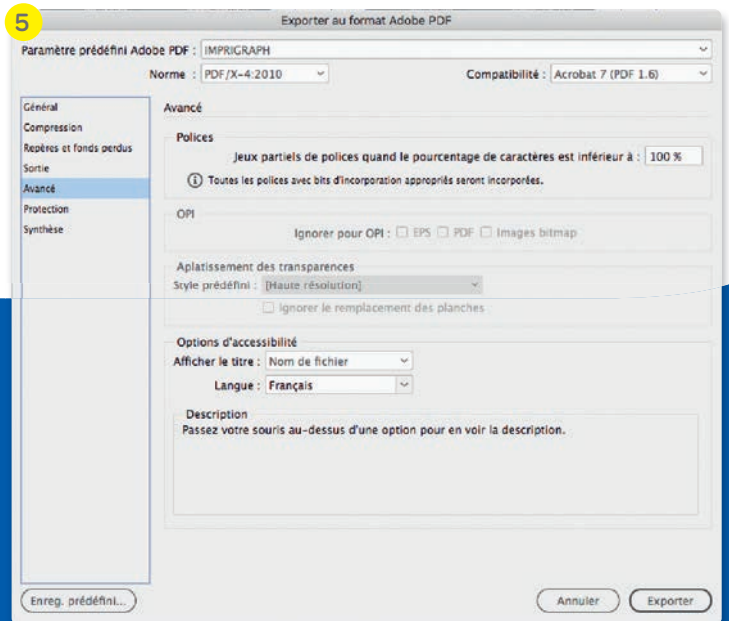 5
Exporter au format Adobe PDF
Paramètre prédéfini Adobe PDF : IMPRIGRAPH
Norme : PDF/X-4:2010 Compatibilité : Acrobat 7 (PDF 1.6)
Général
Compression
Repères et fonds perdus
Sortie
Avancé
Protection
Synthèse
Avancé
Polices
Jeux partiels de polices quand le pourcentage de caractères est inférieur à : 100 %
Toutes les polices avec bits d'incorporation appropriés seront incorporées.
OPI
Ignorer pour OPI : EPS PDF Images bitmap
Aplatissement des transparences
Style prédéfini : [Haute résolution]
Ignorer le remplacement des planches
Options d'accessibilité
Afficher le titre : Nom de fichier
Langue : Français
Description
Passez votre souris au-dessus d'une option pour en voir la description.
Enreg. prédéfini... Annuler Exporter